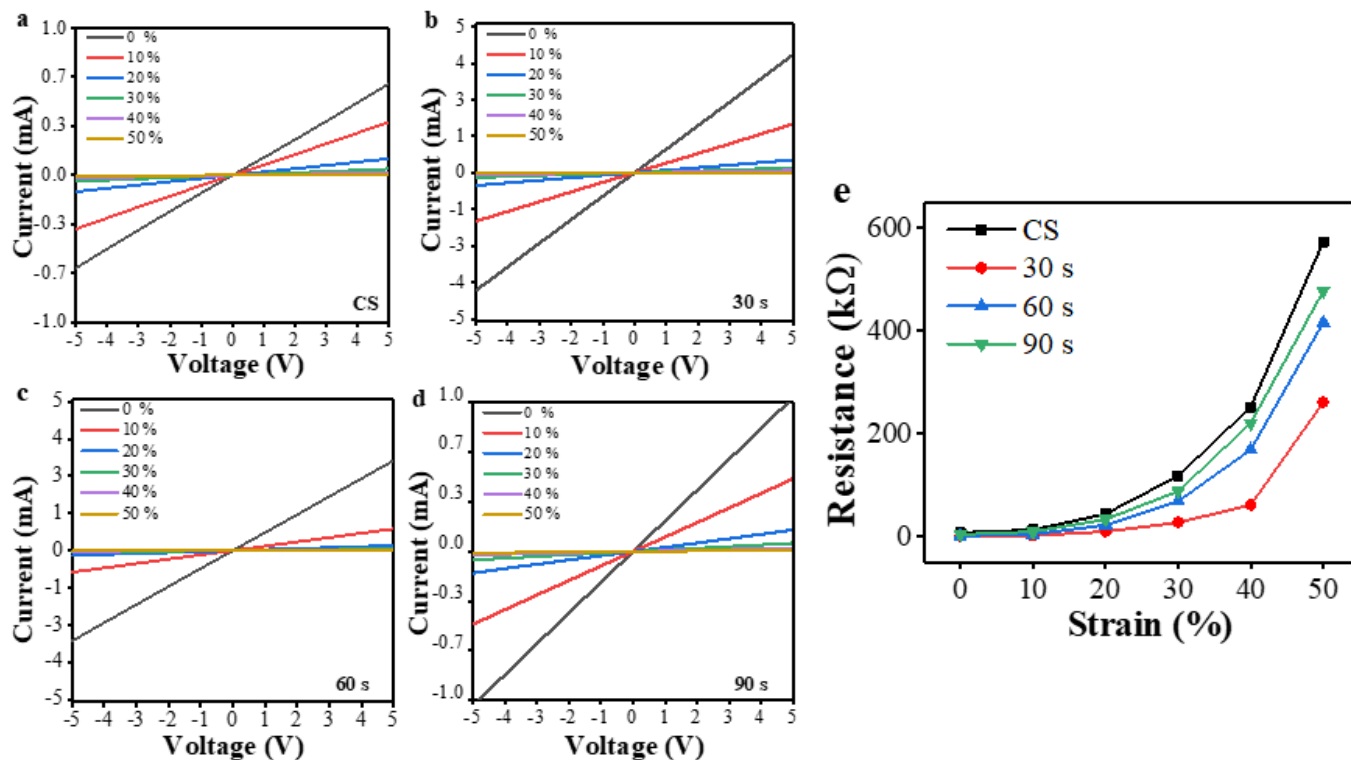 a
1.0
0.7
0.3
0.0
-0.3
-0.7
-1.0
Current (mA)
0 %
10 %
20 %
30 %
40 %
50 %
CS
-5 -4 -3 -2 -1 0 1 2 3 4 5
Voltage (V)
b
5
4
3
1
0
-1
-3
-4
-5
Current (mA)
0 %
10 %
20 %
30 %
40 %
50 %
30 s
-5 -4 -3 -2 -1 0 1 2 3 4 5
Voltage (V)
c
5
4
3
1
0
-1
-3
-4
-5
Current (mA)
0 %
10 %
20 %
30 %
40 %
50 %
60 s
-5 -4 -3 -2 -1 0 1 2 3 4 5
Voltage (V)
d
1.0
0.7
0.3
0.0
-0.3
-0.7
-1.0
Current (mA)
0 %
10 %
20 %
30 %
40 %
50 %
90 s
-5 -4 -3 -2 -1 0 1 2 3 4 5
Voltage (V)
e
600
400
200
0
Resistance (kΩ)
CS
30 s
60 s
90 s
0 10 20 30 40 50
Strain (%)